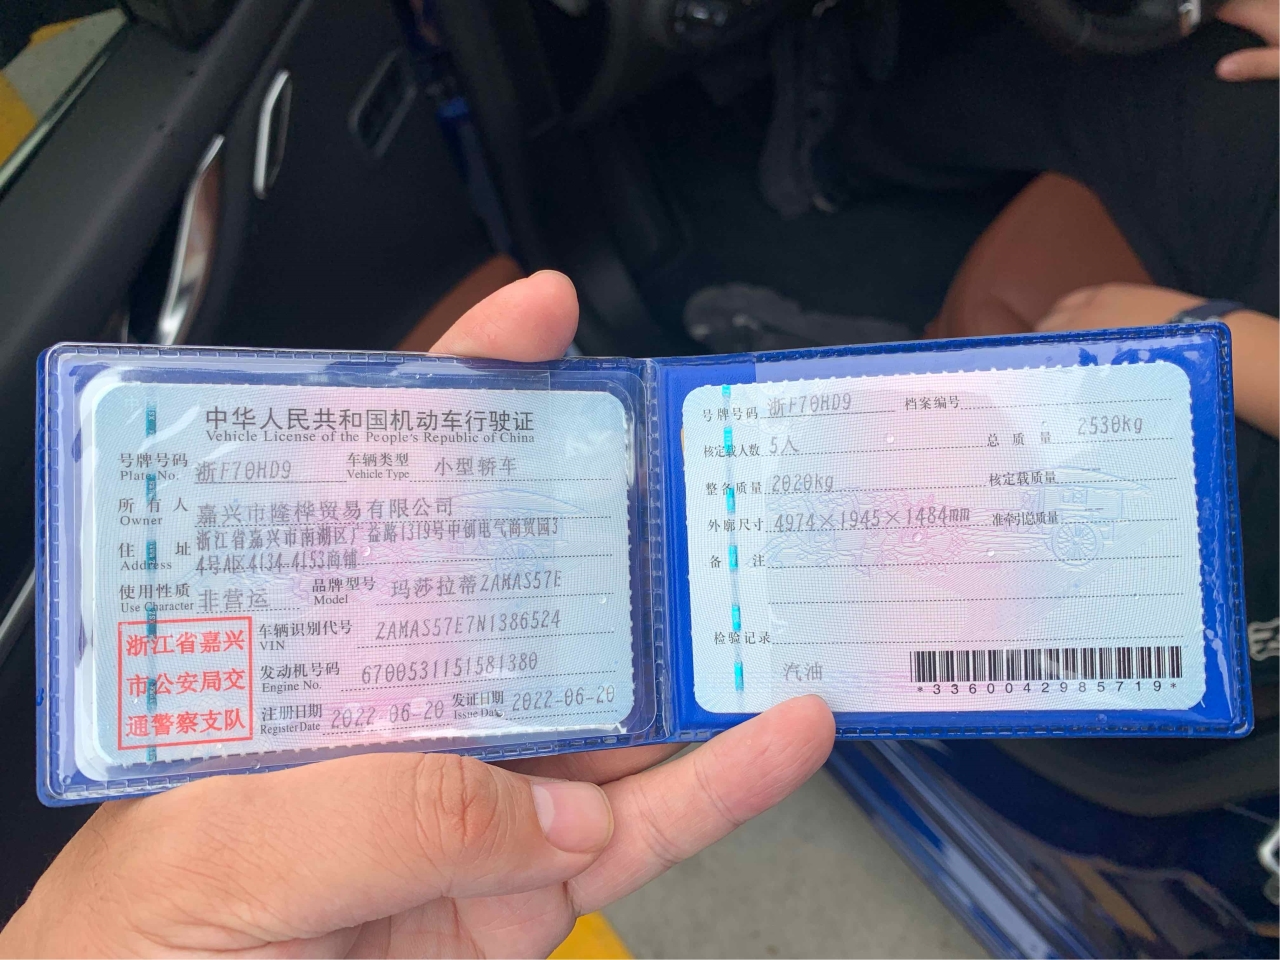 中华人民共和国机动车行驶证
Vehicle License of the People's Republic of China
号牌号码 浙F70HD9 车辆类型 小型轿车
Plate No. Vehicle Type
所有人 嘉兴市隆桦贸易有限公司
Owner
住址 浙江省嘉兴市南湖区广益路1319号中创电气商贸园3
Address 4号A区4134-4153商铺
使用性质 非营运 品牌型号 玛莎拉蒂ZAMAS57E
Use Character Model
浙江省嘉兴
市公安局交
通警察支队
车辆识别代号 ZAMAS57E7N1386524
VIN
发动机号码 6700531151581380
Engine No.
注册日期 2022-06-20 发证日期 2022-06-20
Register Date Issue Date
号牌号码 浙F70HD9 档案编号
核定载人数 5人 总质量 2530kg
整备质量 2020kg 核定载质量
外廓尺寸 4974×1945×1484mm 准牵引总质量
备注
检验记录
汽油
*3360042985719*